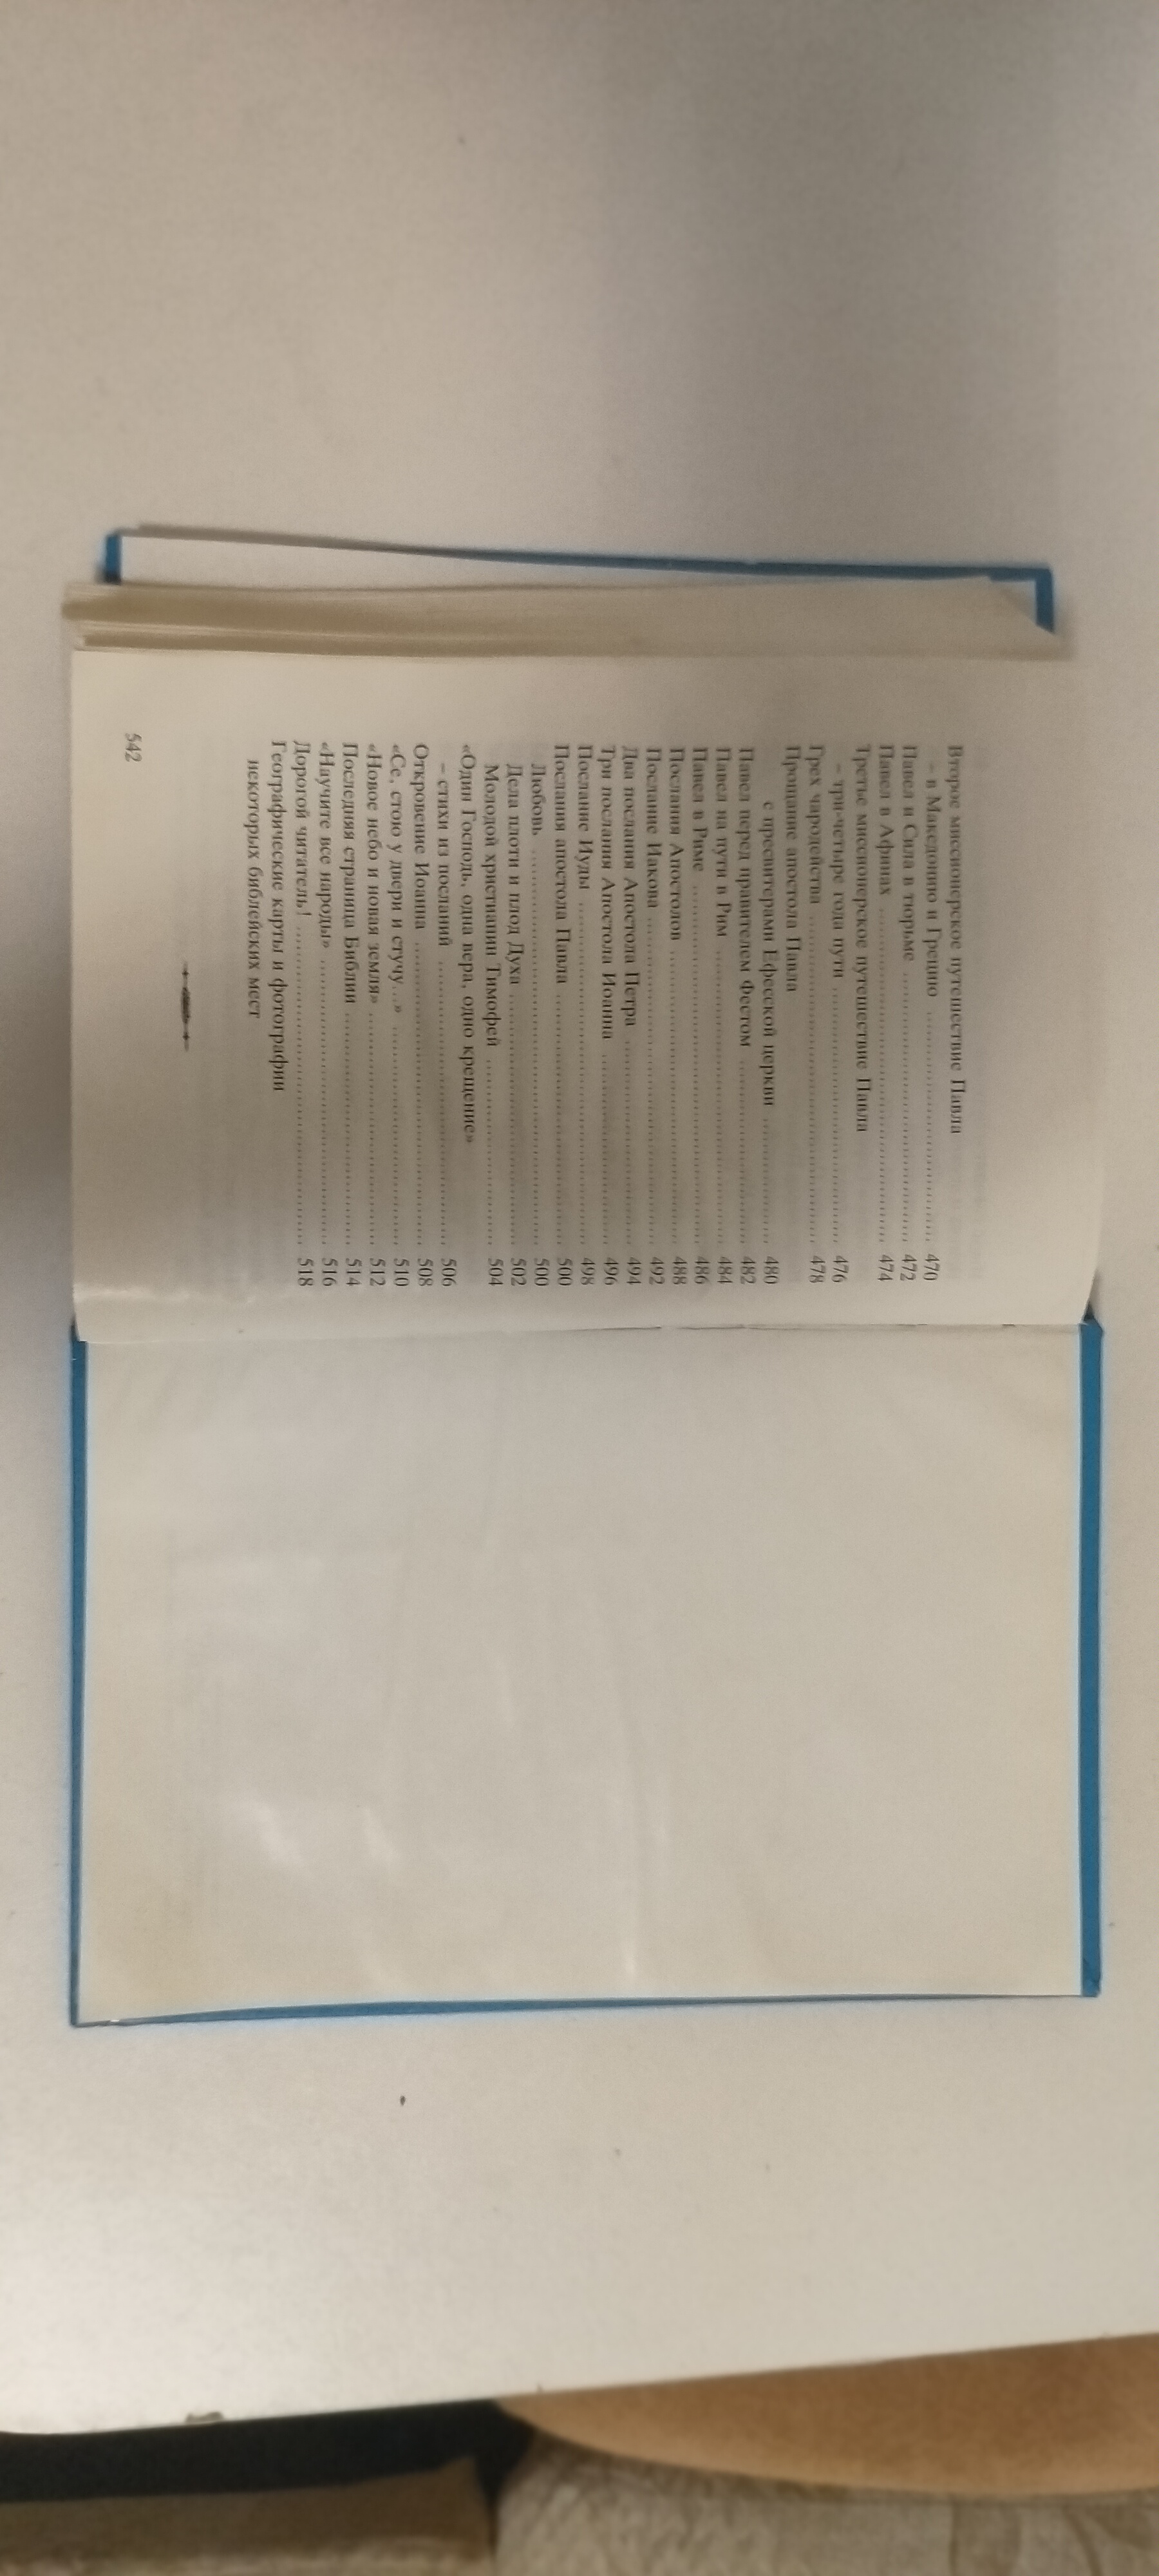 Второе миссионерское путешествие Павла
– в Македонию и Грецию ........................ 470
Павел и Сила в тюрьме ........................ 472
Павел в Афинах ........................ 474
Третье миссионерское путешествие Павла
– три-четыре года пути ........................ 476
Грех чародейства ........................ 478
Прощание апостола Павла
с пресвитерами Ефесской церкви ........................ 480
Павел перед правителем Фестом ........................ 482
Павел на пути в Рим ........................ 484
Павел в Риме ........................ 486
Послания Апостолов ........................ 488
Послание Иакова ........................ 492
Два послания Апостола Петра ........................ 494
Три послания Апостола Иоанна ........................ 496
Послание Иуды ........................ 498
Послания апостола Павла ........................ 500
Любовь ........................ 500
Дела плоти и плод Духа ........................ 502
Молодой христианин Тимофей ........................ 504
«Один Господь, одна вера, одно крещение»
– стихи из посланий ........................ 506
Откровение Иоанна ........................ 508
«Се, стою у двери и стучу...» ........................ 510
«Новое небо и новая земля» ........................ 512
Последняя страница Библии ........................ 514
«Научите все народы» ........................ 516
Дорогой читатель! ........................ 518
Географические карты и фотографии
некоторых библейских мест
542